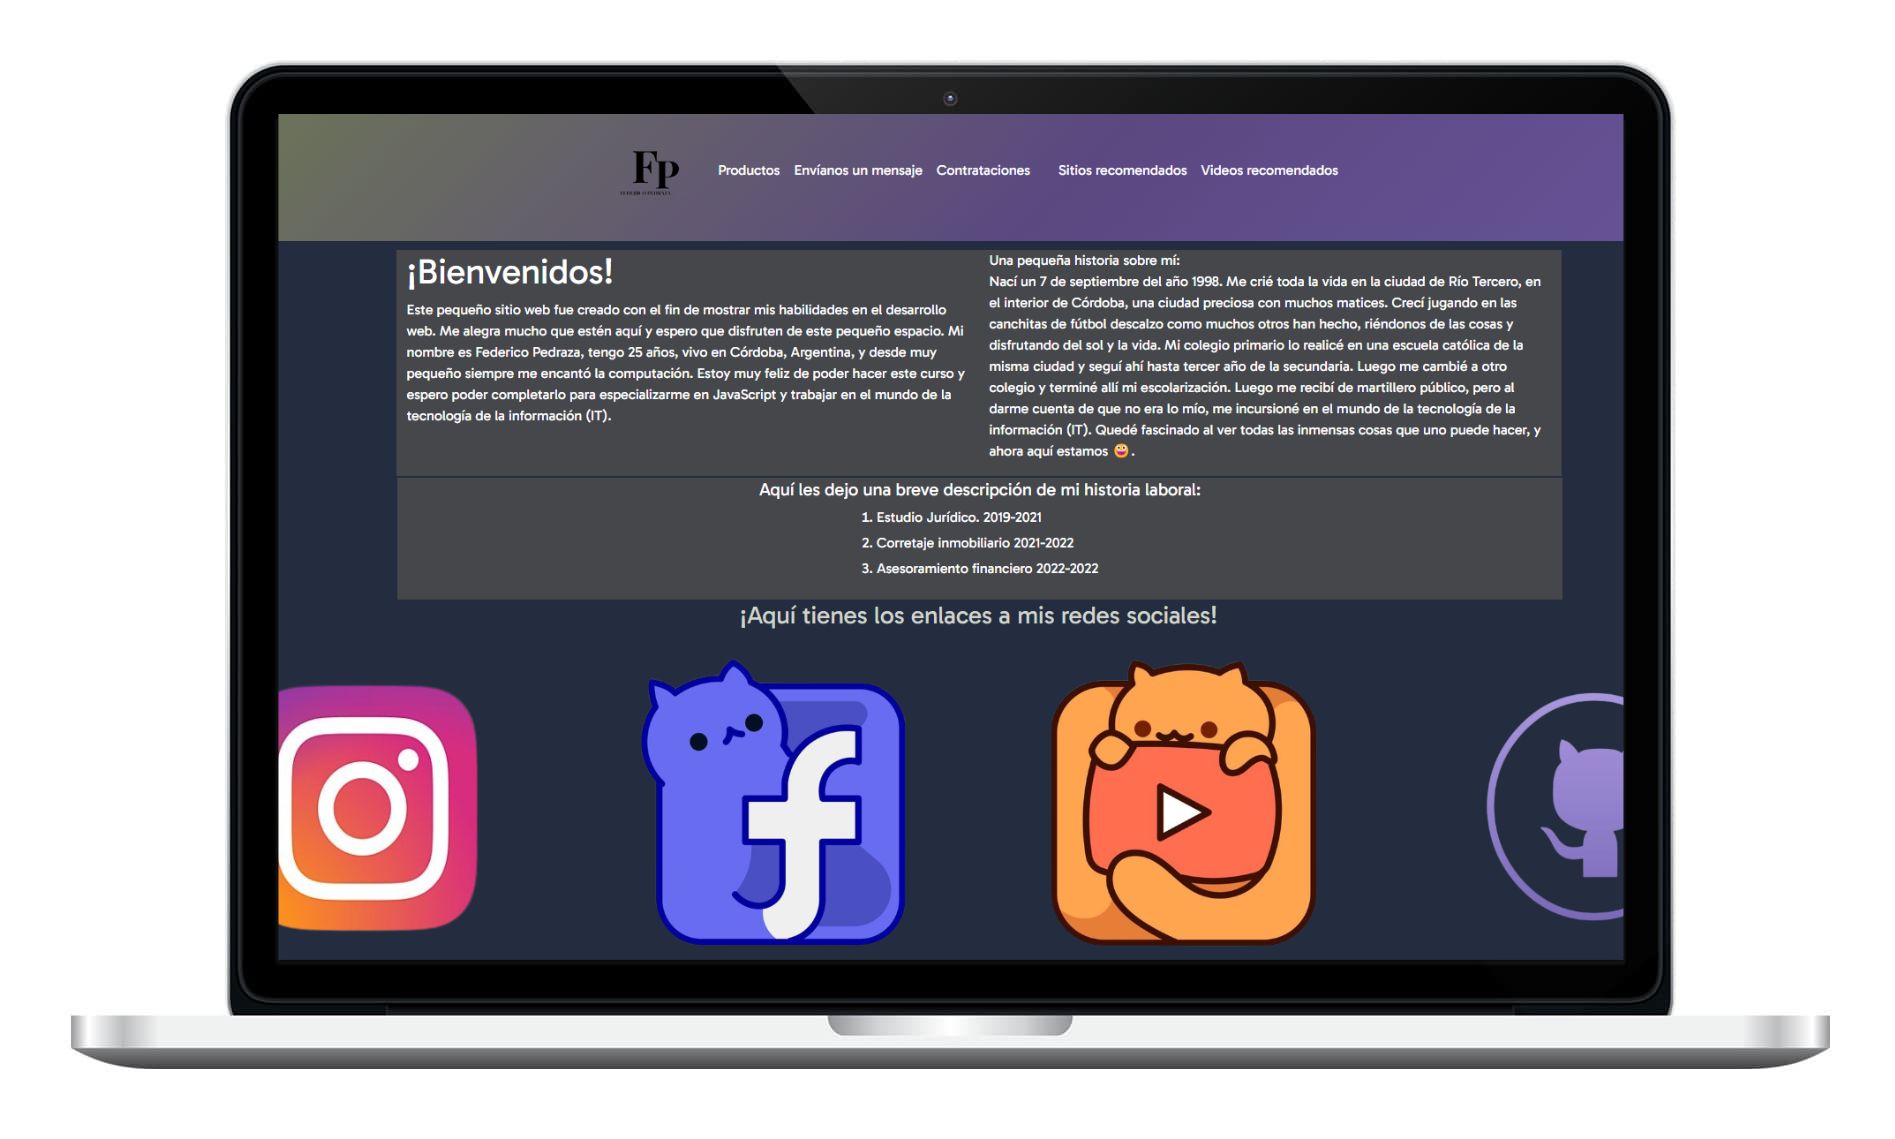 FP
Productos Envíanos un mensaje Contrataciones Sitios recomendados Videos recomendados
¡Bienvenidos!
Este pequeño sitio web fue creado con el fin de mostrar mis habilidades en el desarrollo
web. Me alegra mucho que estén aquí y espero que disfruten de este pequeño espacio. Mi
nombre es Federico Pedraza, tengo 25 años, vivo en Córdoba, Argentina, y desde muy
pequeño siempre me encantó la computación. Estoy muy feliz de poder hacer este curso y
espero poder completarlo para especializarme en JavaScript y trabajar en el mundo de la
tecnología de la información (IT).
Una pequeña historia sobre mí:
Nací un 7 de septiembre del año 1998. Me crié toda la vida en la ciudad de Río Tercero, en
el interior de Córdoba, una ciudad preciosa con muchos matices. Crecí jugando en las
canchitas de fútbol descalzo como muchos otros han hecho, riéndonos de las cosas y
disfrutando del sol y la vida. Mi colegio primario lo realicé en una escuela católica de la
misma ciudad y seguí ahí hasta tercer año de la secundaria. Luego me cambié a otro
colegio y terminé allí mi escolarización. Luego me recibí de martillero público, pero al
darme cuenta de que no era lo mío, me incursioné en el mundo de la tecnología de la
información (IT). Quedé fascinado al ver todas las inmensas cosas que uno puede hacer, y
ahora aquí estamos 😀 .
Aquí les dejo una breve descripción de mi historia laboral:
1. Estudio Jurídico. 2019-2021
2. Corretaje inmobiliario 2021-2022
3. Asesoramiento financiero 2022-2022
¡Aquí tienes los enlaces a mis redes sociales!
f